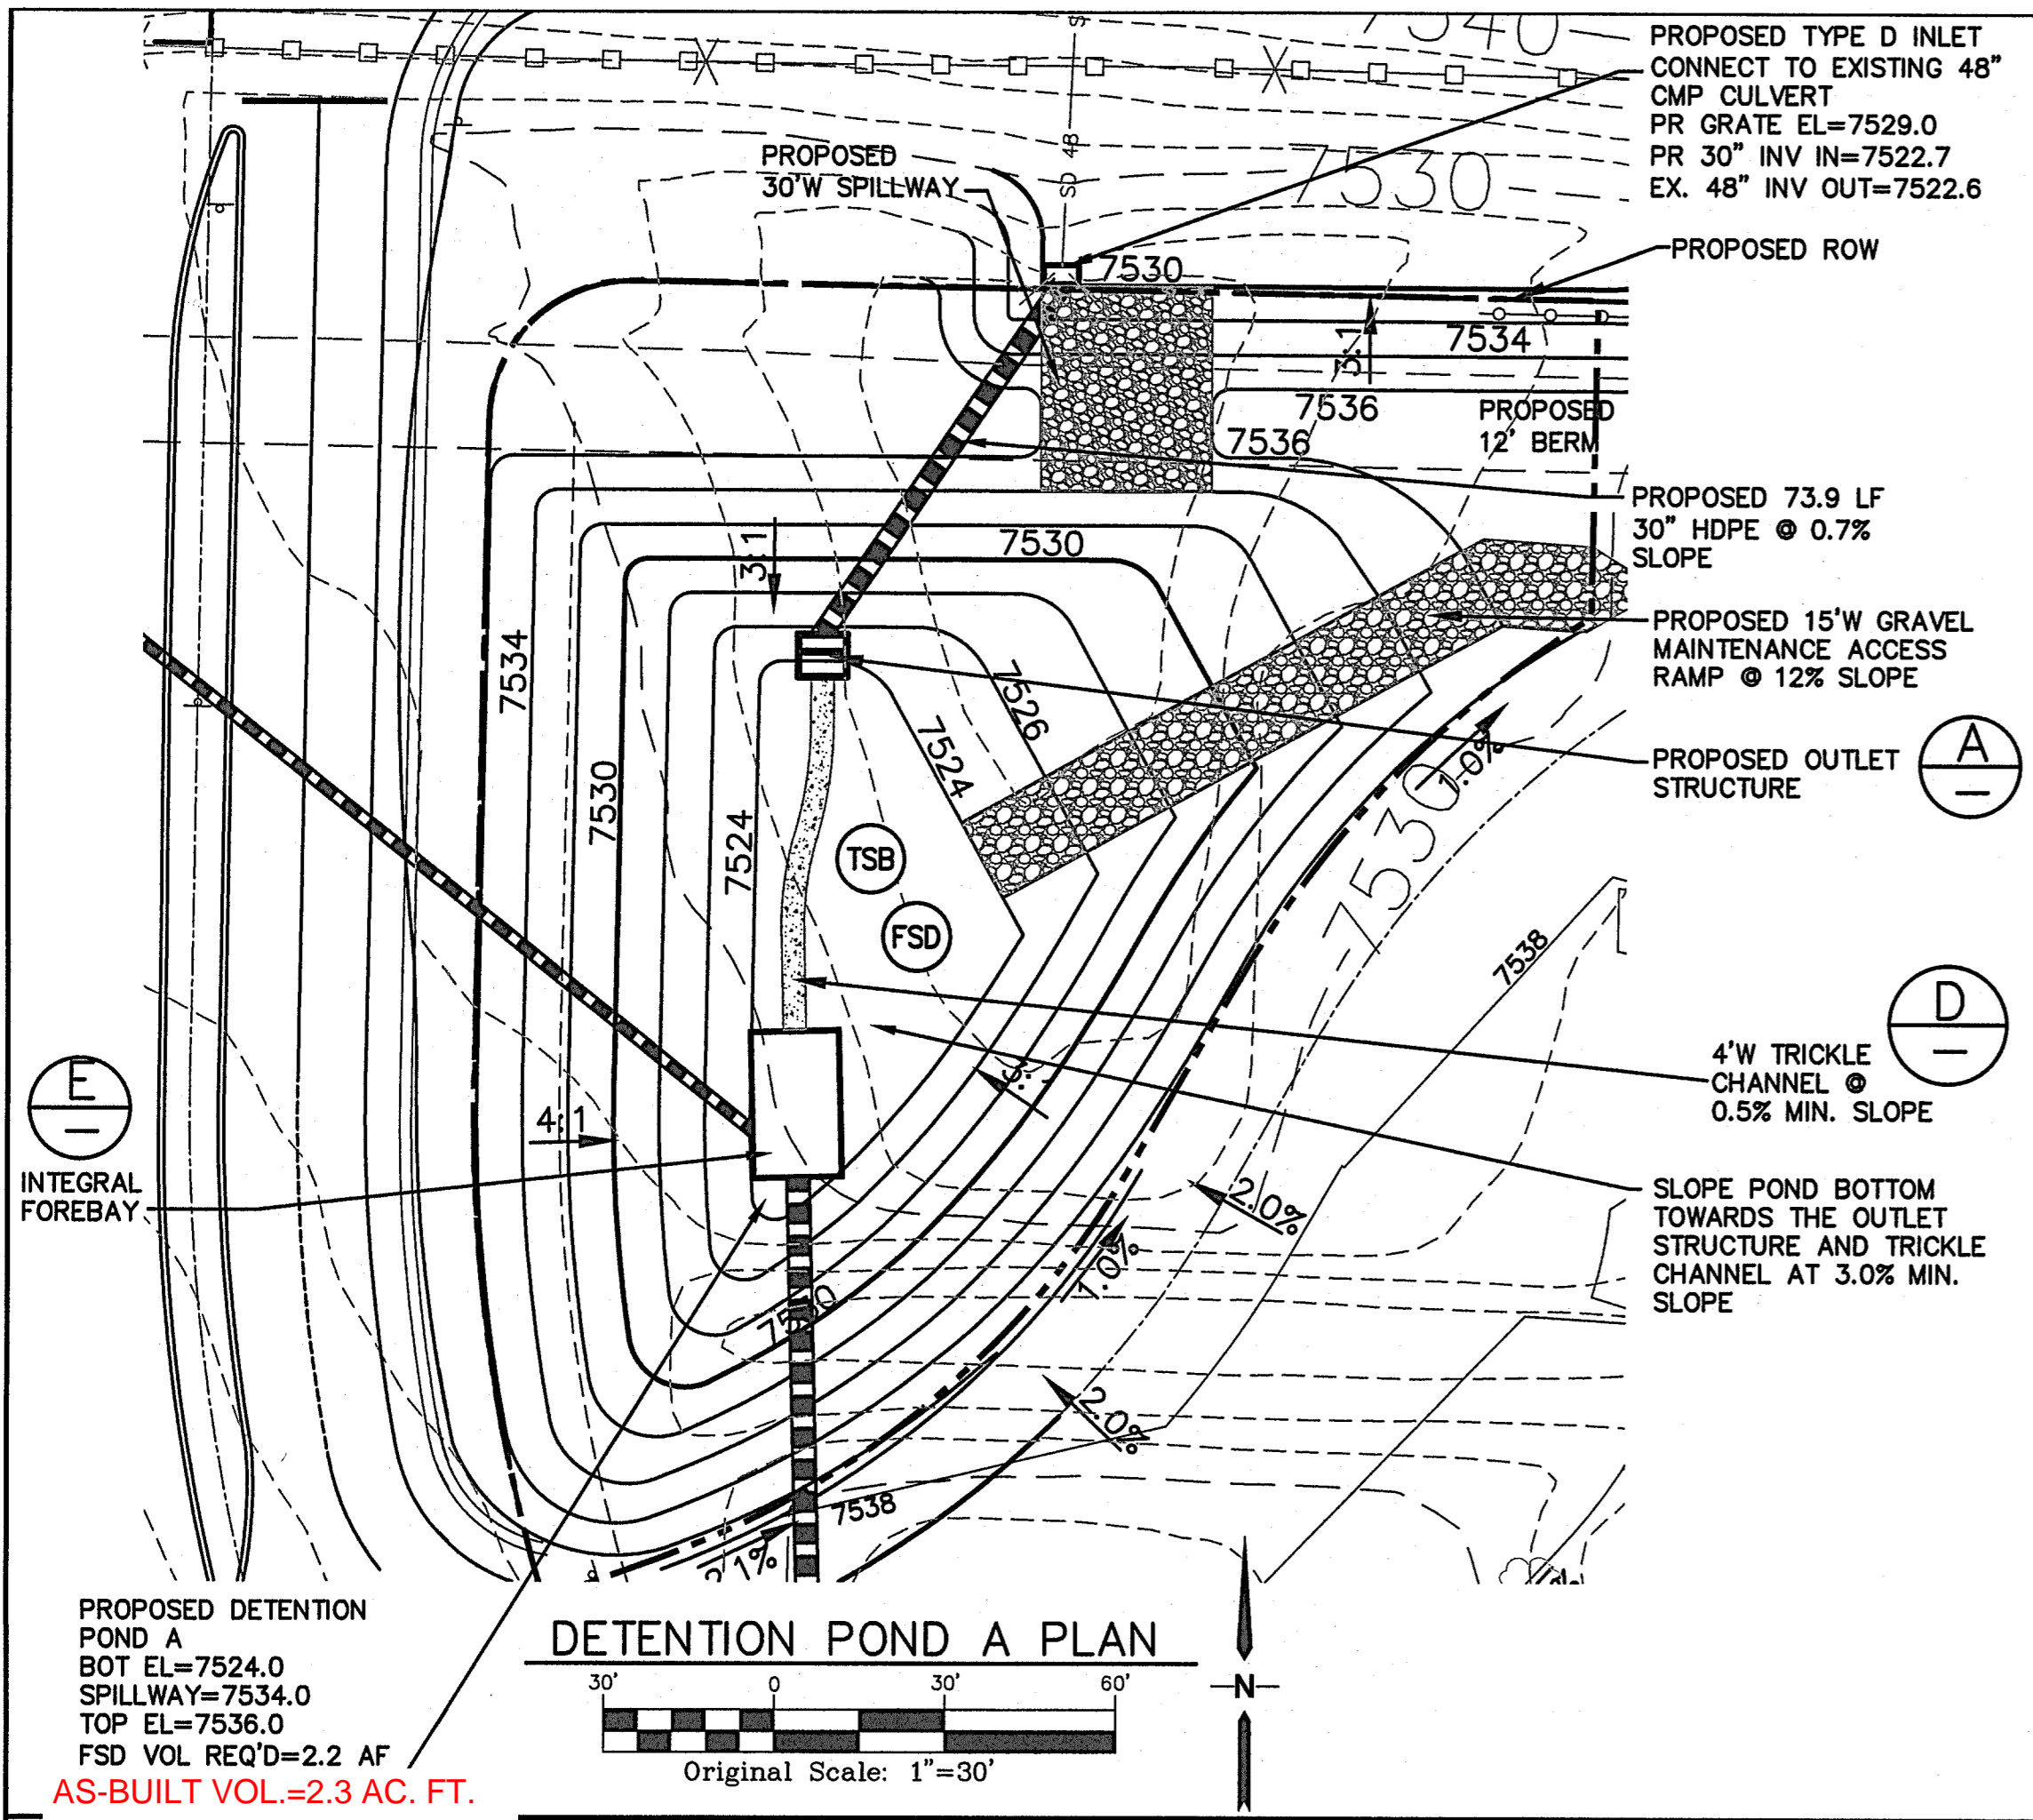 7540
PROPOSED TYPE D INLET
CONNECT TO EXISTING 48"
CMP CULVERT
PR GRATE EL=7529.0
PR 30" INV IN=7522.7
EX. 48" INV OUT=7522.6
SD 48
PROPOSED
30'W SPILLWAY
7530
PROPOSED ROW
7530
7534
3:1
7536
PROPOSED
12' BERM
7536
PROPOSED 73.9 LF
30" HDPE @ 0.7%
SLOPE
7530
3:1
PROPOSED 15'W GRAVEL
MAINTENANCE ACCESS
RAMP @ 12% SLOPE
7534
7526
7524
1.0%
PROPOSED OUTLET
STRUCTURE
A
7530
7524
7530
TSB
FSD
7538
D
4'W TRICKLE
CHANNEL @
0.5% MIN. SLOPE
E
INTEGRAL
FOREBAY
4:1
2.0%
1.0%
SLOPE POND BOTTOM
TOWARDS THE OUTLET
STRUCTURE AND TRICKLE
CHANNEL AT 3.0% MIN.
SLOPE
7530
2.0%
7538
PROPOSED DETENTION
POND A
BOT EL=7524.0
SPILLWAY=7534.0
TOP EL=7536.0
FSD VOL REQ'D=2.2 AF
AS-BUILT VOL.=2.3 AC. FT.
DETENTION POND A PLAN
30' 0 30' 60'
Original Scale: 1"=30'
N